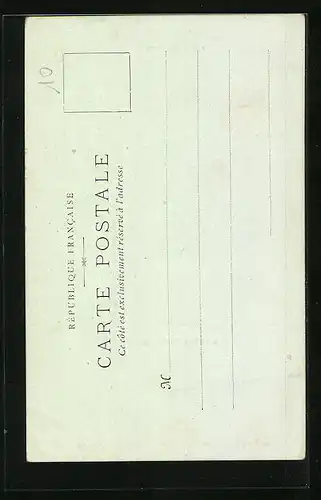 10
RÉPUBLIQUE FRANÇAISE
CARTE POSTALE
Ce côté est exclusivement réservé à l'adresse
M